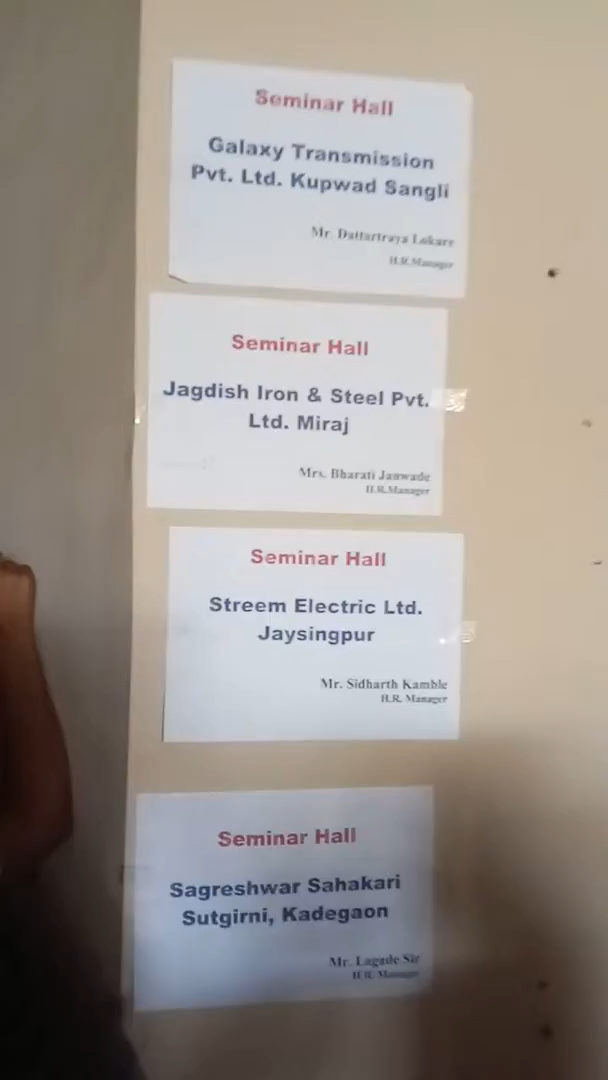 Seminar Hall
Galaxy Transmission
Pvt. Ltd. Kupwad Sangli
Mr. Dattartraya Lokare
H.R.Manager
Seminar Hall
Jagdish Iron & Steel Pvt.
Ltd. Miraj
Mrs. Bharati Janwade
H.R.Manager
Seminar Hall
Streem Electric Ltd.
Jaysingpur
Mr. Sidharth Kamble
H.R. Manager
Seminar Hall
Sagreshwar Sahakari
Sutgirni, Kadegaon
Mr. Lagade Sir
H.R. Manager